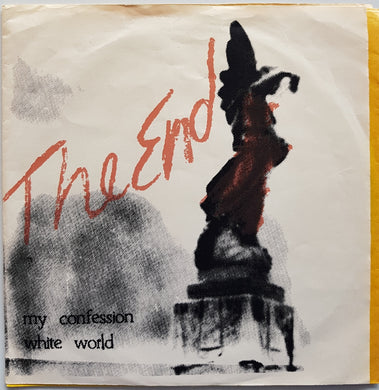 The End
my confession
white world